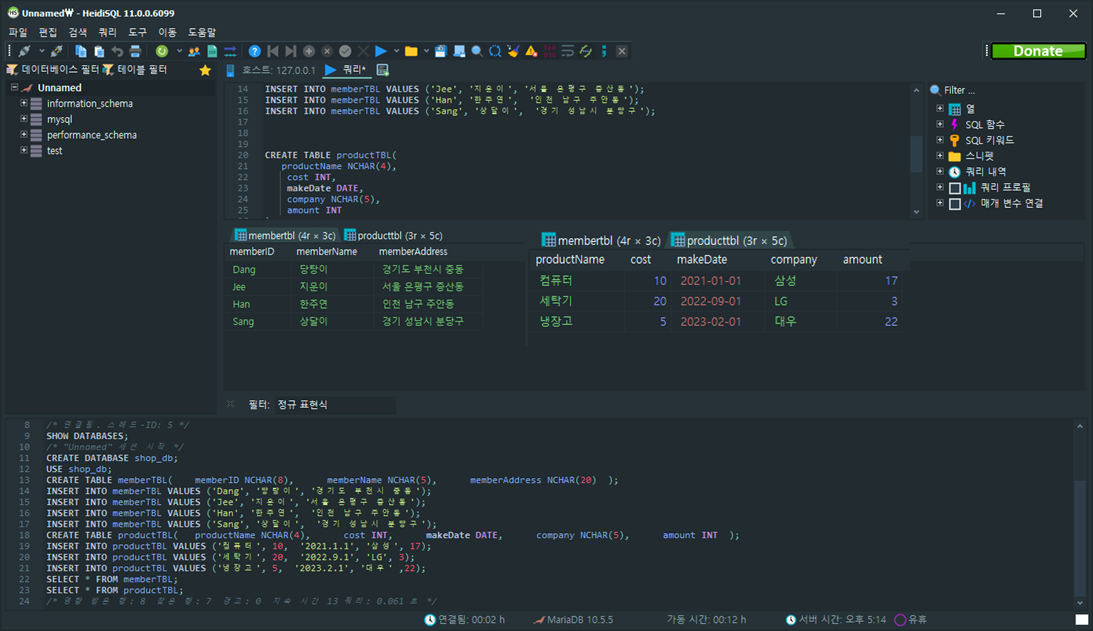 Unnamed₩ - HeidiSQL 11.0.0.6099
파일 편집 검색 쿼리 도구 이동 도움말
Donate
데이터베이스 필터 테이블 필터
호스트: 127.0.0.1 쿼리*
Unnamed
information_schema
mysql
performance_schema
test
14 INSERT INTO memberTBL VALUES ('Jee', '지운이', '서울 은평구 증산동');
15 INSERT INTO memberTBL VALUES ('Han', '한주연', '인천 남구 주안동');
16 INSERT INTO memberTBL VALUES ('Sang', '상달이', '경기 성남시 분당구');
17
18
19
20 CREATE TABLE productTBL(
21 productName NCHAR(4),
22 cost INT,
23 makeDate DATE,
24 company NCHAR(5),
25 amount INT
Filter ...
열
SQL 함수
SQL 키워드
스니펫
쿼리 내역
쿼리 프로필
매개 변수 연결
membertbl (4r × 3c) producttbl (3r × 5c)
memberID memberName memberAddress
Dang 당탕이 경기도 부천시 중동
Jee 지운이 서울 은평구 증산동
Han 한주연 인천 남구 주안동
Sang 상달이 경기 성남시 분당구
membertbl (4r × 3c) producttbl (3r × 5c)
productName cost makeDate company amount
컴퓨터 10 2021-01-01 삼성 17
세탁기 20 2022-09-01 LG 3
냉장고 5 2023-02-01 대우 22
필터: 정규 표현식
8 /* 연결됨. 스레드-ID: 5 */
9 SHOW DATABASES;
10 /* "Unnamed" 세션 시작 */
11 CREATE DATABASE shop_db;
12 USE shop_db;
13 CREATE TABLE memberTBL( memberID NCHAR(8), memberName NCHAR(5), memberAddress NCHAR(20) );
14 INSERT INTO memberTBL VALUES ('Dang', '당탕이', '경기도 부천시 중동');
15 INSERT INTO memberTBL VALUES ('Jee', '지운이', '서울 은평구 증산동');
16 INSERT INTO memberTBL VALUES ('Han', '한주연', '인천 남구 주안동');
17 INSERT INTO memberTBL VALUES ('Sang', '상달이', '경기 성남시 분당구');
18 CREATE TABLE productTBL( productName NCHAR(4), cost INT, makeDate DATE, company NCHAR(5), amount INT );
19 INSERT INTO productTBL VALUES ('컴퓨터', 10, '2021.1.1', '삼성', 17);
20 INSERT INTO productTBL VALUES ('세탁기', 20, '2022.9.1', 'LG', 3);
21 INSERT INTO productTBL VALUES ('냉장고', 5, '2023.2.1', '대우' ,22);
22 SELECT * FROM memberTBL;
23 SELECT * FROM productTBL;
24 /* 영향 받은 행: 8 찾은 행: 7 경고: 0 지속 시간 13 쿼리: 0.061 초 */
연결됨: 00:02 h MariaDB 10.5.5 가동 시간: 00:12 h 서버 시간: 오후 5:14 유휴